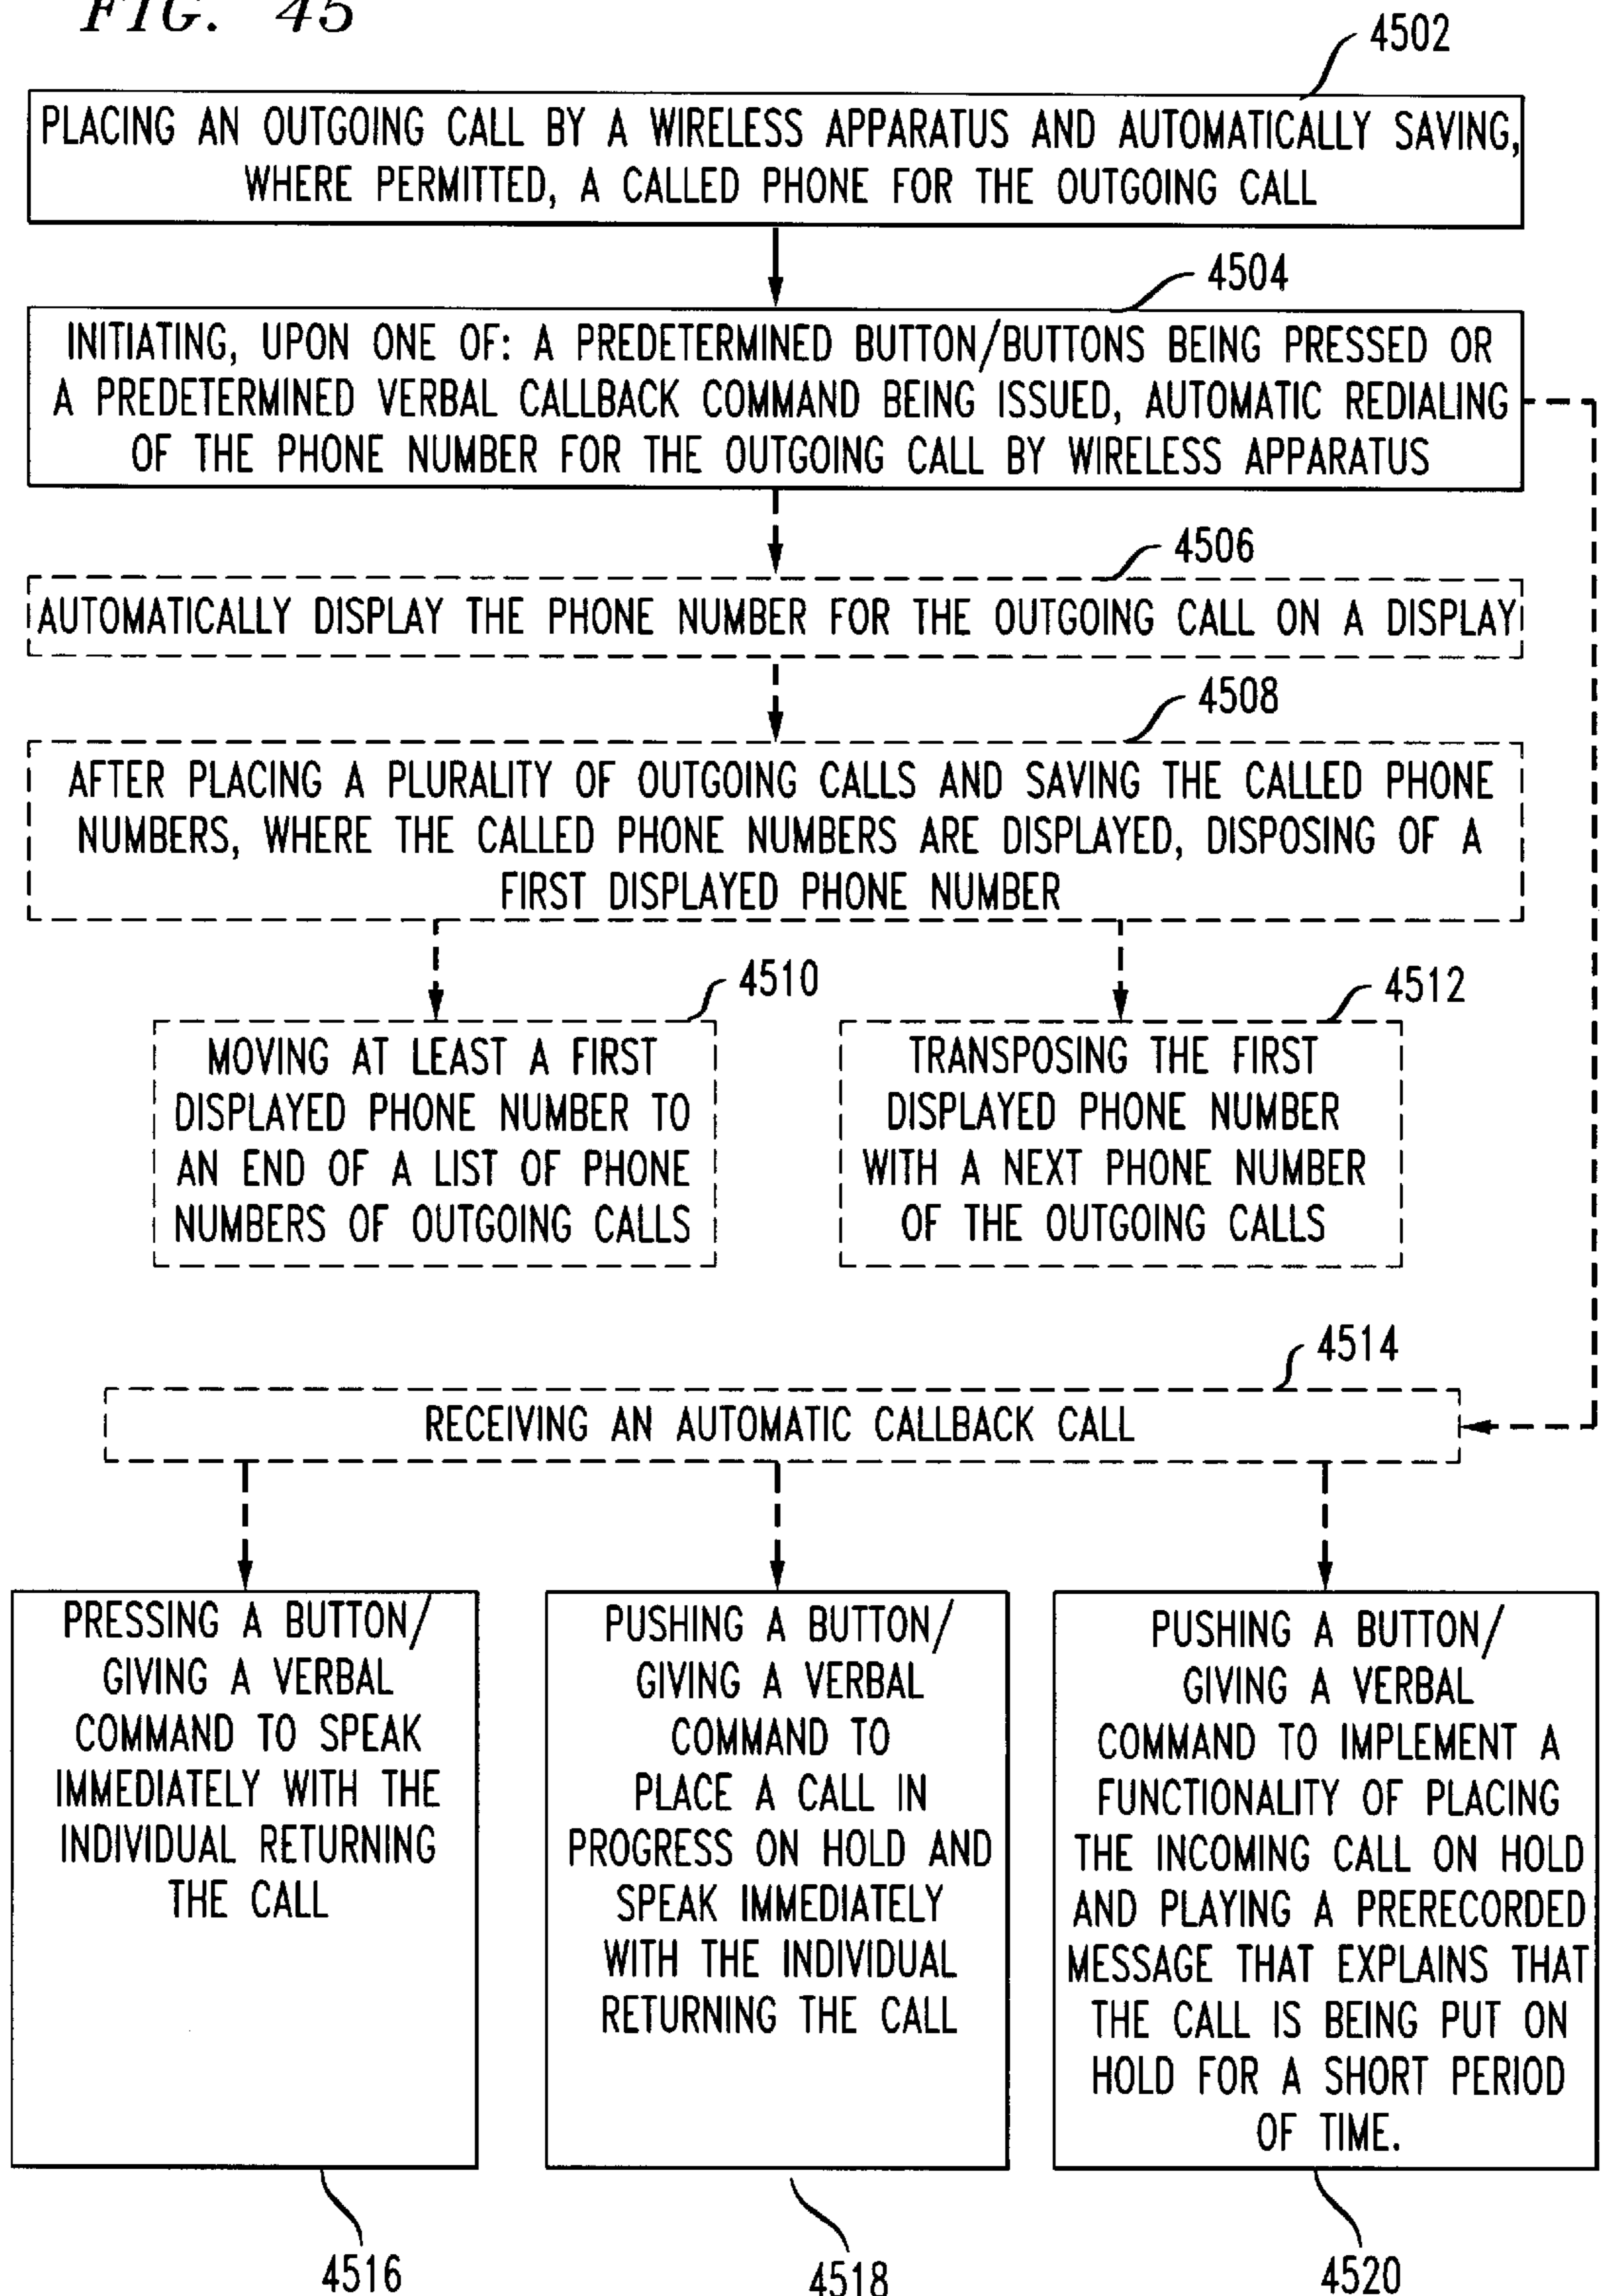 FIG. 45
4502
PLACING AN OUTGOING CALL BY A WIRELESS APPARATUS AND AUTOMATICALLY SAVING,
WHERE PERMITTED, A CALLED PHONE FOR THE OUTGOING CALL
4504
INITIATING, UPON ONE OF: A PREDETERMINED BUTTON/BUTTONS BEING PRESSED OR
A PREDETERMINED VERBAL CALLBACK COMMAND BEING ISSUED, AUTOMATIC REDIALING
OF THE PHONE NUMBER FOR THE OUTGOING CALL BY WIRELESS APPARATUS
4506
AUTOMATICALLY DISPLAY THE PHONE NUMBER FOR THE OUTGOING CALL ON A DISPLAY
4508
AFTER PLACING A PLURALITY OF OUTGOING CALLS AND SAVING THE CALLED PHONE
NUMBERS, WHERE THE CALLED PHONE NUMBERS ARE DISPLAYED, DISPOSING OF A
FIRST DISPLAYED PHONE NUMBER
4510
MOVING AT LEAST A FIRST
DISPLAYED PHONE NUMBER TO
AN END OF A LIST OF PHONE
NUMBERS OF OUTGOING CALLS
4512
TRANSPOSING THE FIRST
DISPLAYED PHONE NUMBER
WITH A NEXT PHONE NUMBER
OF THE OUTGOING CALLS
4514
RECEIVING AN AUTOMATIC CALLBACK CALL
PRESSING A BUTTON/
GIVING A VERBAL
COMMAND TO SPEAK
IMMEDIATELY WITH THE
INDIVIDUAL RETURNING
THE CALL
4516
PUSHING A BUTTON/
GIVING A VERBAL
COMMAND TO
PLACE A CALL IN
PROGRESS ON HOLD AND
SPEAK IMMEDIATELY
WITH THE INDIVIDUAL
RETURNING THE CALL
4518
PUSHING A BUTTON/
GIVING A VERBAL
COMMAND TO IMPLEMENT A
FUNCTIONALITY OF PLACING
THE INCOMING CALL ON HOLD
AND PLAYING A PRERECORDED
MESSAGE THAT EXPLAINS THAT
THE CALL IS BEING PUT ON
HOLD FOR A SHORT PERIOD
OF TIME.
4520